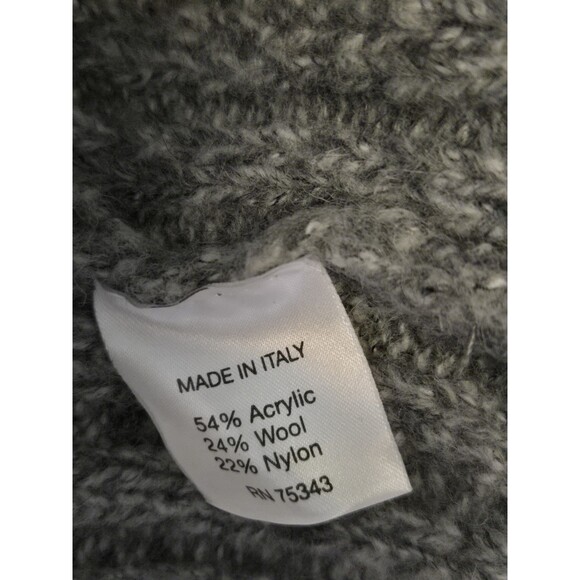 MADE IN ITALY
54% Acrylic
24% Wool
22% Nylon
RN 75343